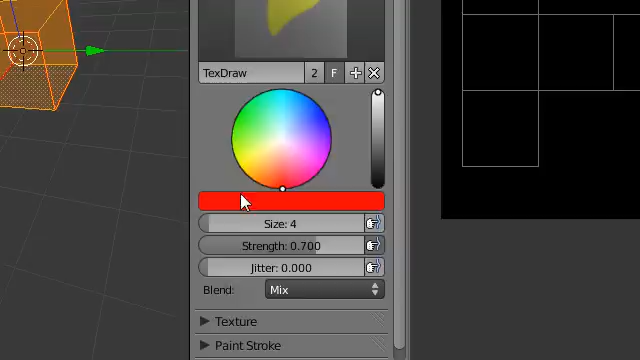 TexDraw 2 F
Size: 4
Strength: 0.700
Jitter: 0.000
Blend: Mix
Texture
Paint Stroke